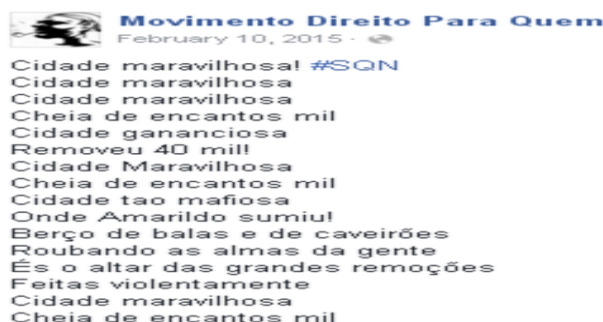 Movimento Direito Para Quem
February 10, 2015 ·
Cidade maravilhosa! #SQN
Cidade maravilhosa
Cidade maravilhosa
Cheia de encantos mil
Cidade gananciosa
Removeu 40 mil!
Cidade Maravilhosa
Cheia de encantos mil
Cidade tao mafiosa
Onde Amarildo sumiu!
Berço de balas e de caveirões
Roubando as almas da gente
És o altar das grandes remoções
Feitas violentamente
Cidade maravilhosa
Cheia de encantos mil